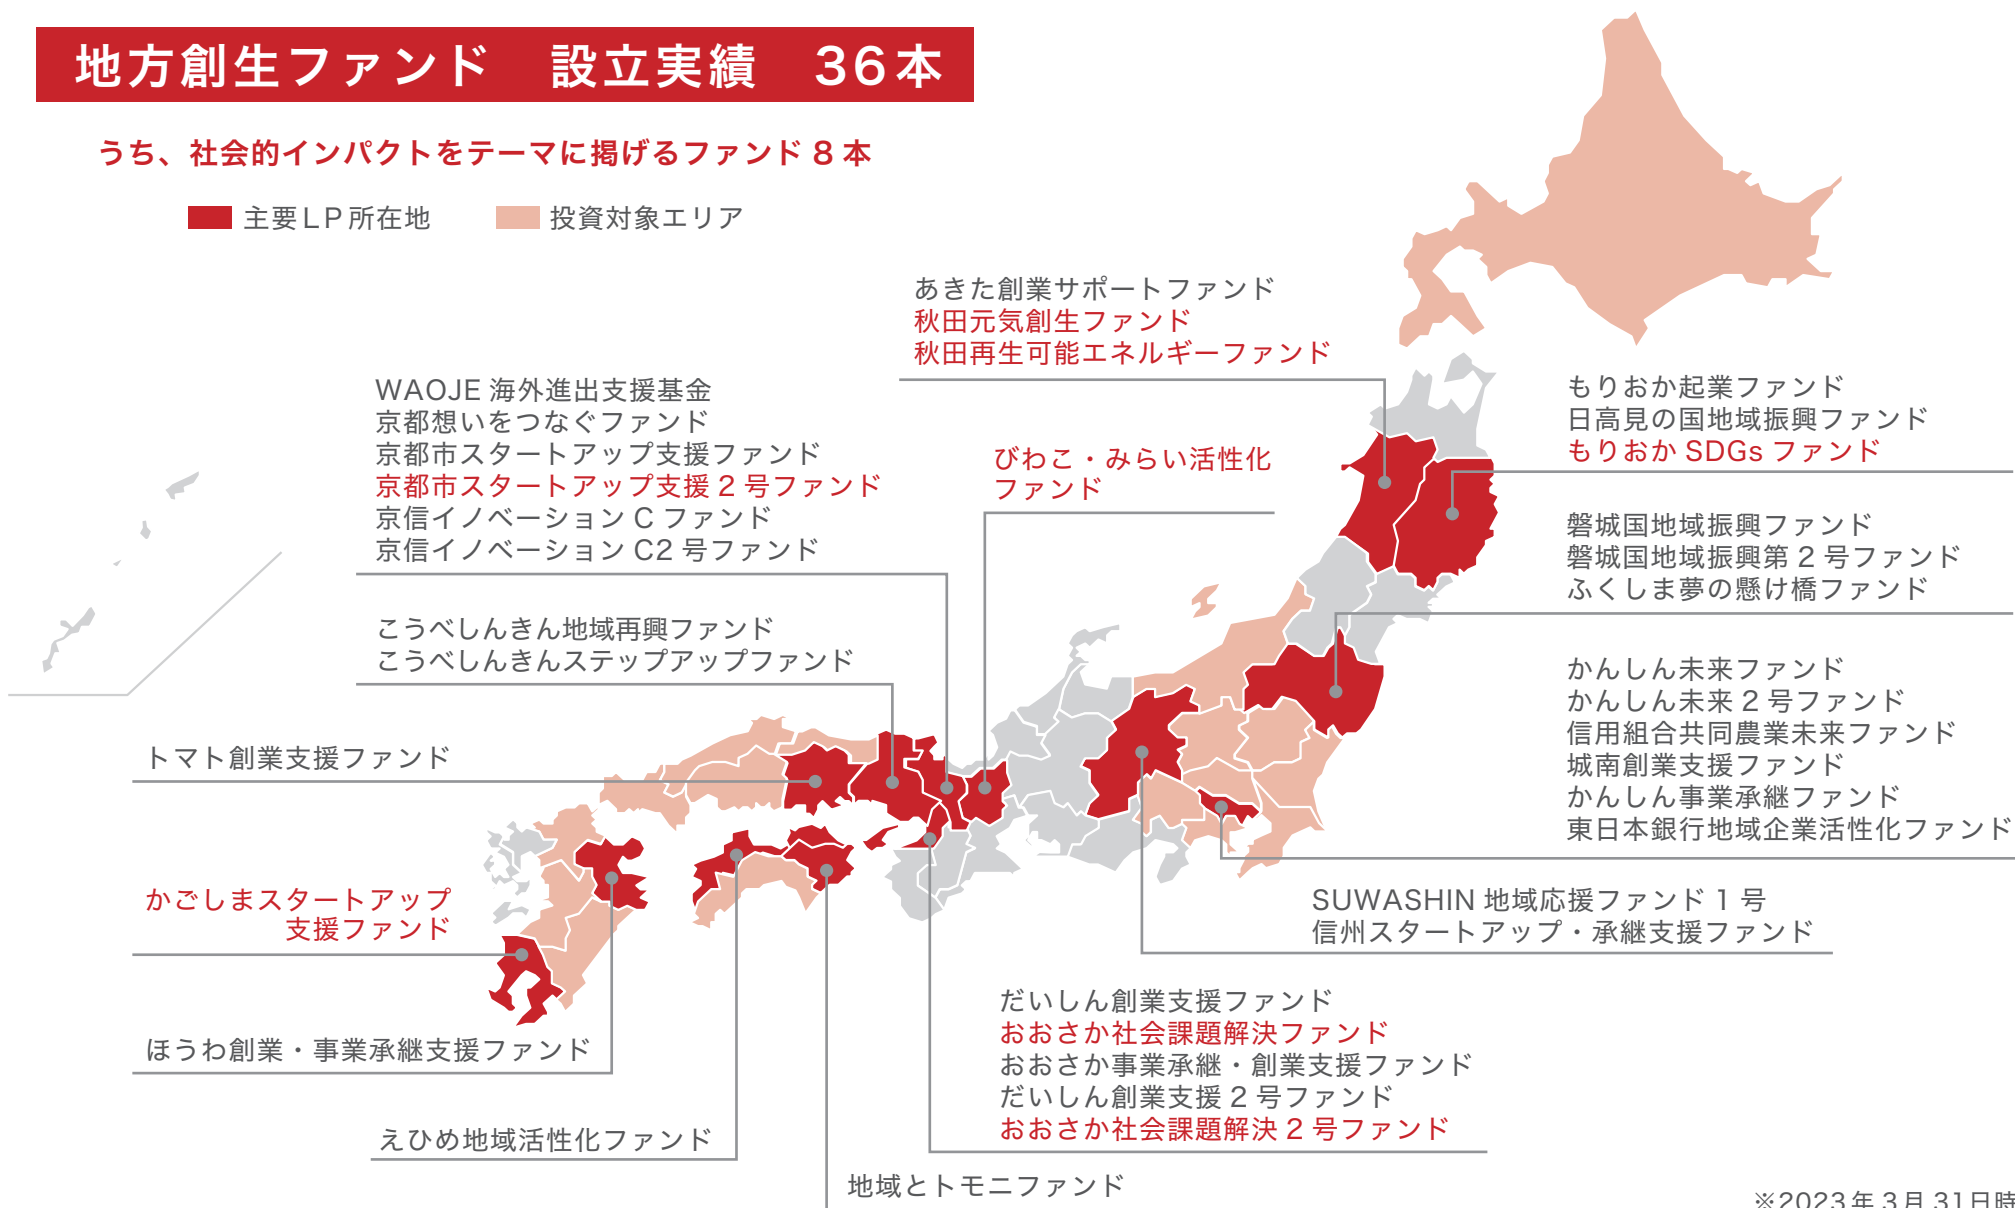 地方創生ファンド　設立実績　36本
うち、社会的インパクトをテーマに掲げるファンド 8 本
主要LP所在地
投資対象エリア
あきた創業サポートファンド
秋田元気創生ファンド
秋田再生可能エネルギーファンド
WAOJE 海外進出支援基金
京都想いをつなぐファンド
京都市スタートアップ支援ファンド
京都市スタートアップ支援 2 号ファンド
京信イノベーション C ファンド
京信イノベーション C2 号ファンド
びわこ・みらい活性化
ファンド
もりおか起業ファンド
日高見の国地域振興ファンド
もりおか SDGs ファンド
磐城国地域振興ファンド
磐城国地域振興第 2 号ファンド
ふくしま夢の懸け橋ファンド
こうべしんきん地域再興ファンド
こうべしんきんステップアップファンド
かんしん未来ファンド
かんしん未来 2 号ファンド
信用組合共同農業未来ファンド
城南創業支援ファンド
かんしん事業承継ファンド
東日本銀行地域企業活性化ファンド
トマト創業支援ファンド
かごしまスタートアップ
支援ファンド
SUWASHIN 地域応援ファンド 1 号
信州スタートアップ・承継支援ファンド
ほうわ創業・事業承継支援ファンド
だいしん創業支援ファンド
おおさか社会課題解決ファンド
おおさか事業承継・創業支援ファンド
だいしん創業支援 2 号ファンド
おおさか社会課題解決 2 号ファンド
えひめ地域活性化ファンド
地域とトモニファンド
※2023年 3月 31日時